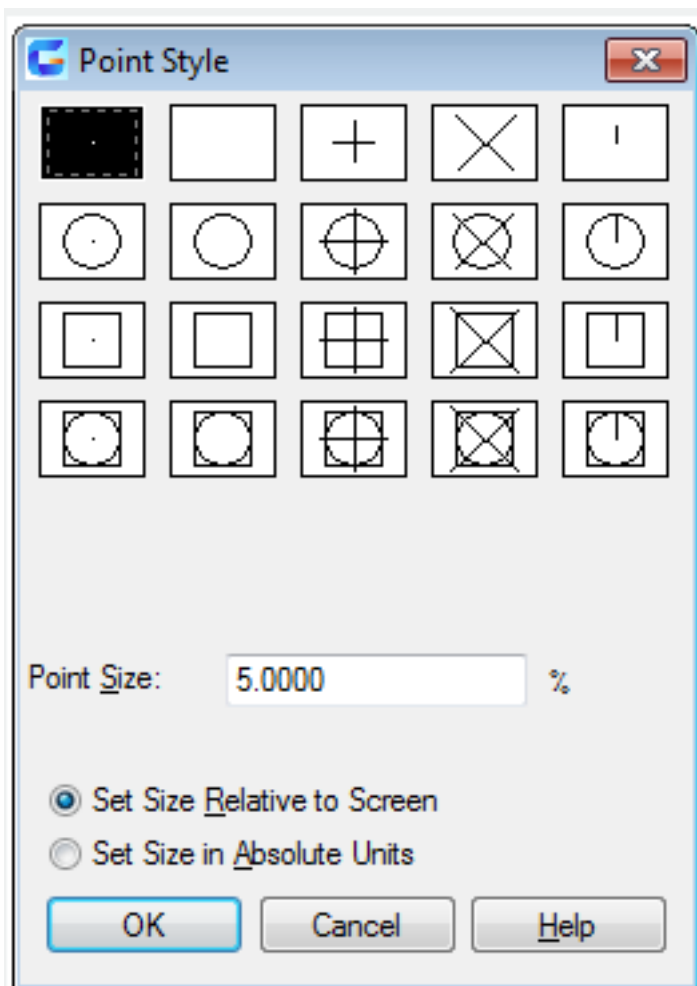 Point Style
Point Size: 5.0000 %
Set Size Relative to Screen
Set Size in Absolute Units
OK Cancel Help